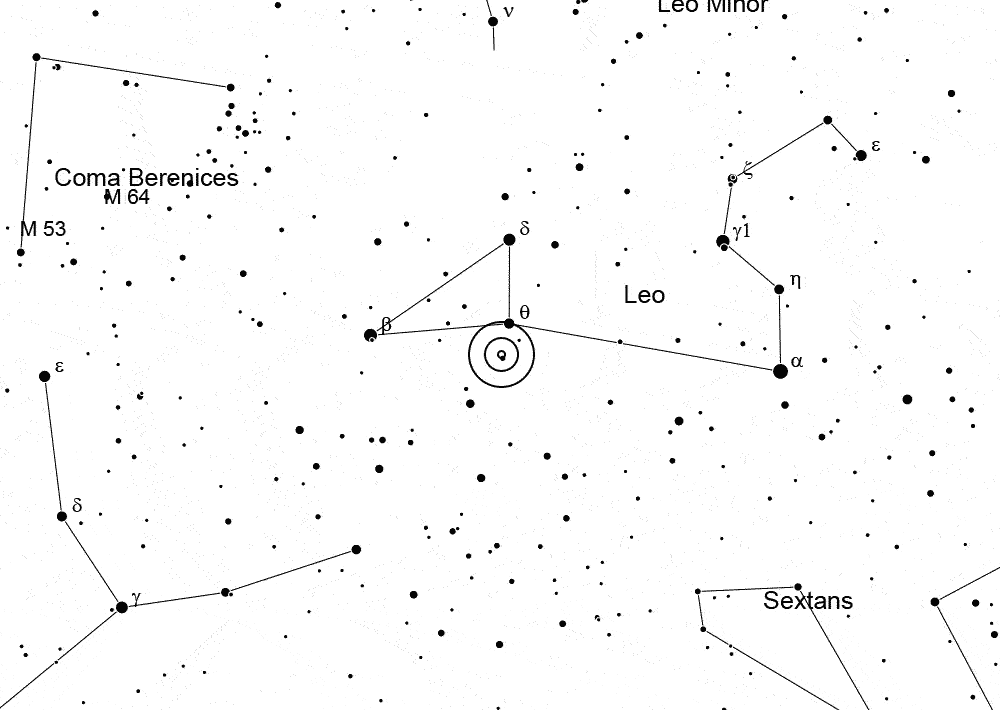 Leo Minor
ν
ε
Coma Berenices
ζ
M 64
M 53
δ
γ1
η
Leo
θ
β
α
ε
δ
γ
Sextans